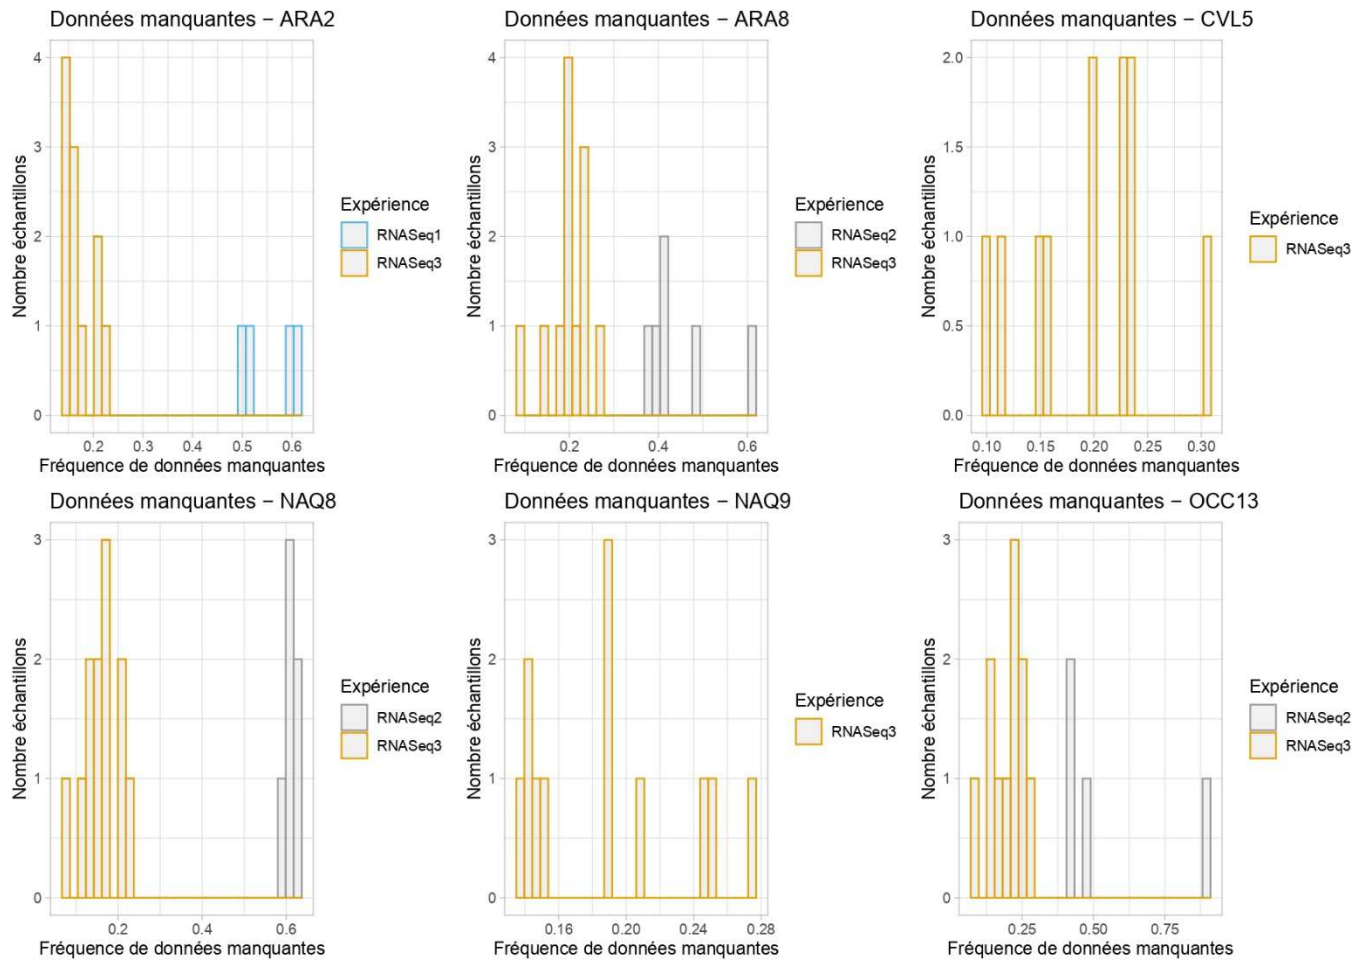 Données manquantes – ARA2
4
3
2
1
0
Nombre échantillons
0.2
0.3
0.4
0.5
0.6
Fréquence de données manquantes
Expérience
RNASeq1
RNASeq3
Données manquantes – ARA8
4
3
2
1
0
Nombre échantillons
0.2
0.4
0.6
Fréquence de données manquantes
Expérience
RNASeq2
RNASeq3
Données manquantes – CVL5
2.0
1.5
1.0
0.5
0.0
Nombre échantillons
0.10
0.15
0.20
0.25
0.30
Fréquence de données manquantes
Expérience
RNASeq3
Données manquantes – NAQ8
3
2
1
0
Nombre échantillons
0.2
0.4
0.6
Fréquence de données manquantes
Expérience
RNASeq2
RNASeq3
Données manquantes – NAQ9
3
2
1
0
Nombre échantillons
0.16
0.20
0.24
0.28
Fréquence de données manquantes
Expérience
RNASeq3
Données manquantes – OCC13
3
2
1
0
Nombre échantillons
0.25
0.50
0.75
Fréquence de données manquantes
Expérience
RNASeq2
RNASeq3